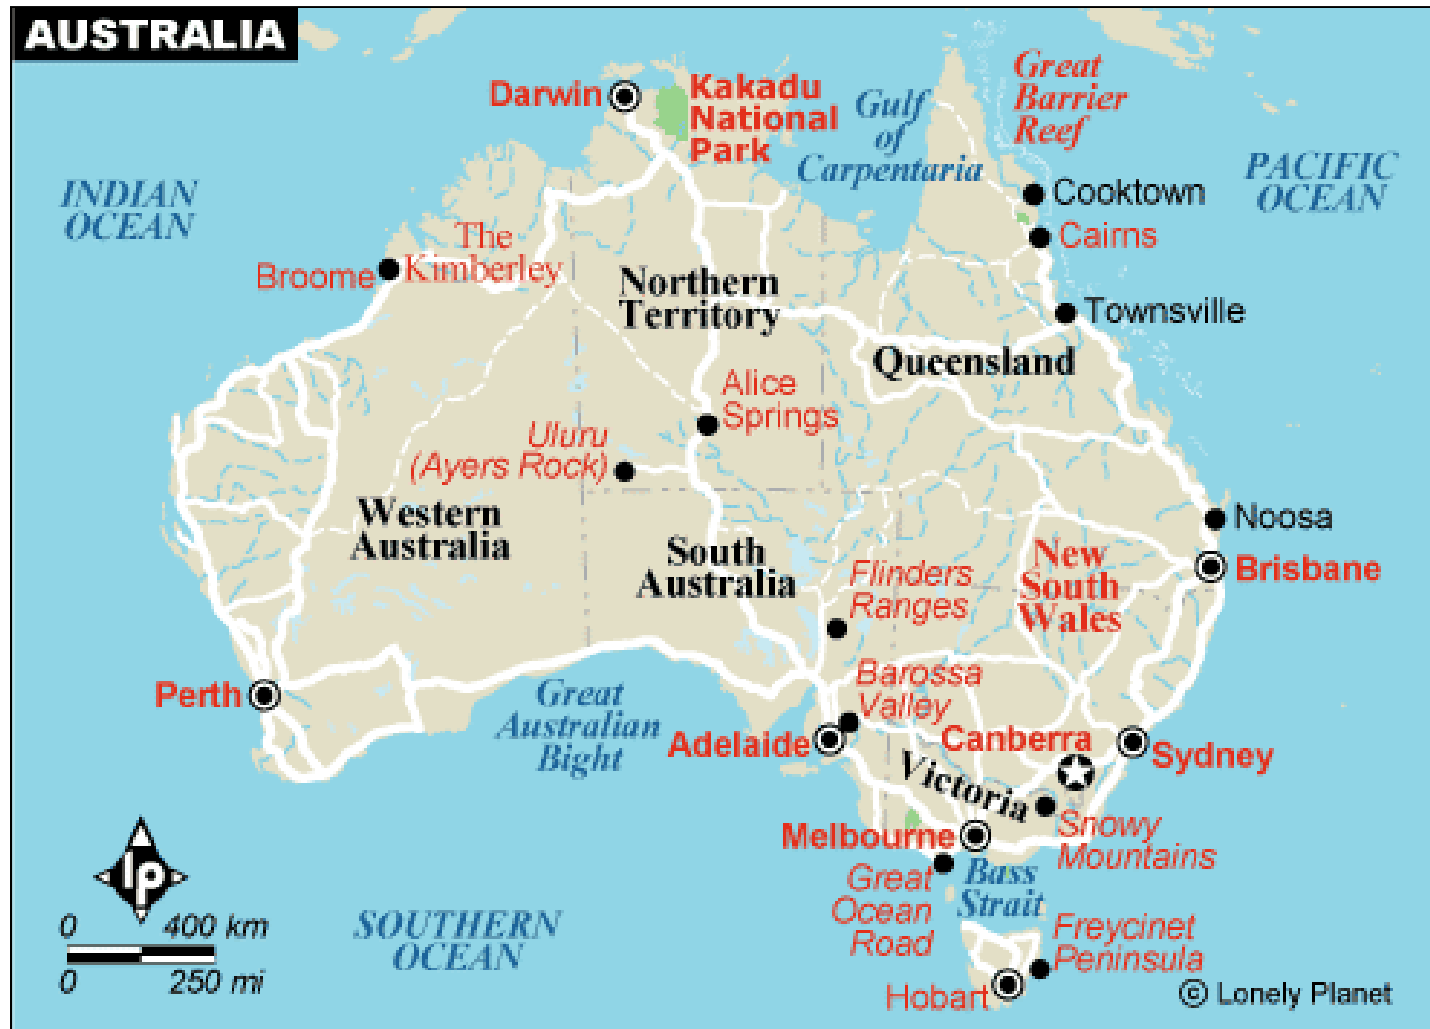 AUSTRALIA
Darwin
Kakadu
National
Park
Gulf
of
Carpentaria
Great
Barrier
Reef
PACIFIC
OCEAN
INDIAN
OCEAN
Cooktown
Cairns
The
Kimberley
Broome
Northern
Territory
Townsville
Queensland
Alice
Springs
Uluru
(Ayers Rock)
Western
Australia
South
Australia
Noosa
Brisbane
New
South
Wales
Flinders
Ranges
Barossa
Valley
Perth
Great
Australian
Bight
Adelaide
Canberra
Sydney
Victoria
Melbourne
Snowy
Mountains
Great
Ocean
Road
Bass
Strait
lp
0 400 km
0 250 mi
SOUTHERN
OCEAN
Freycinet
Peninsula
Hobart
© Lonely Planet